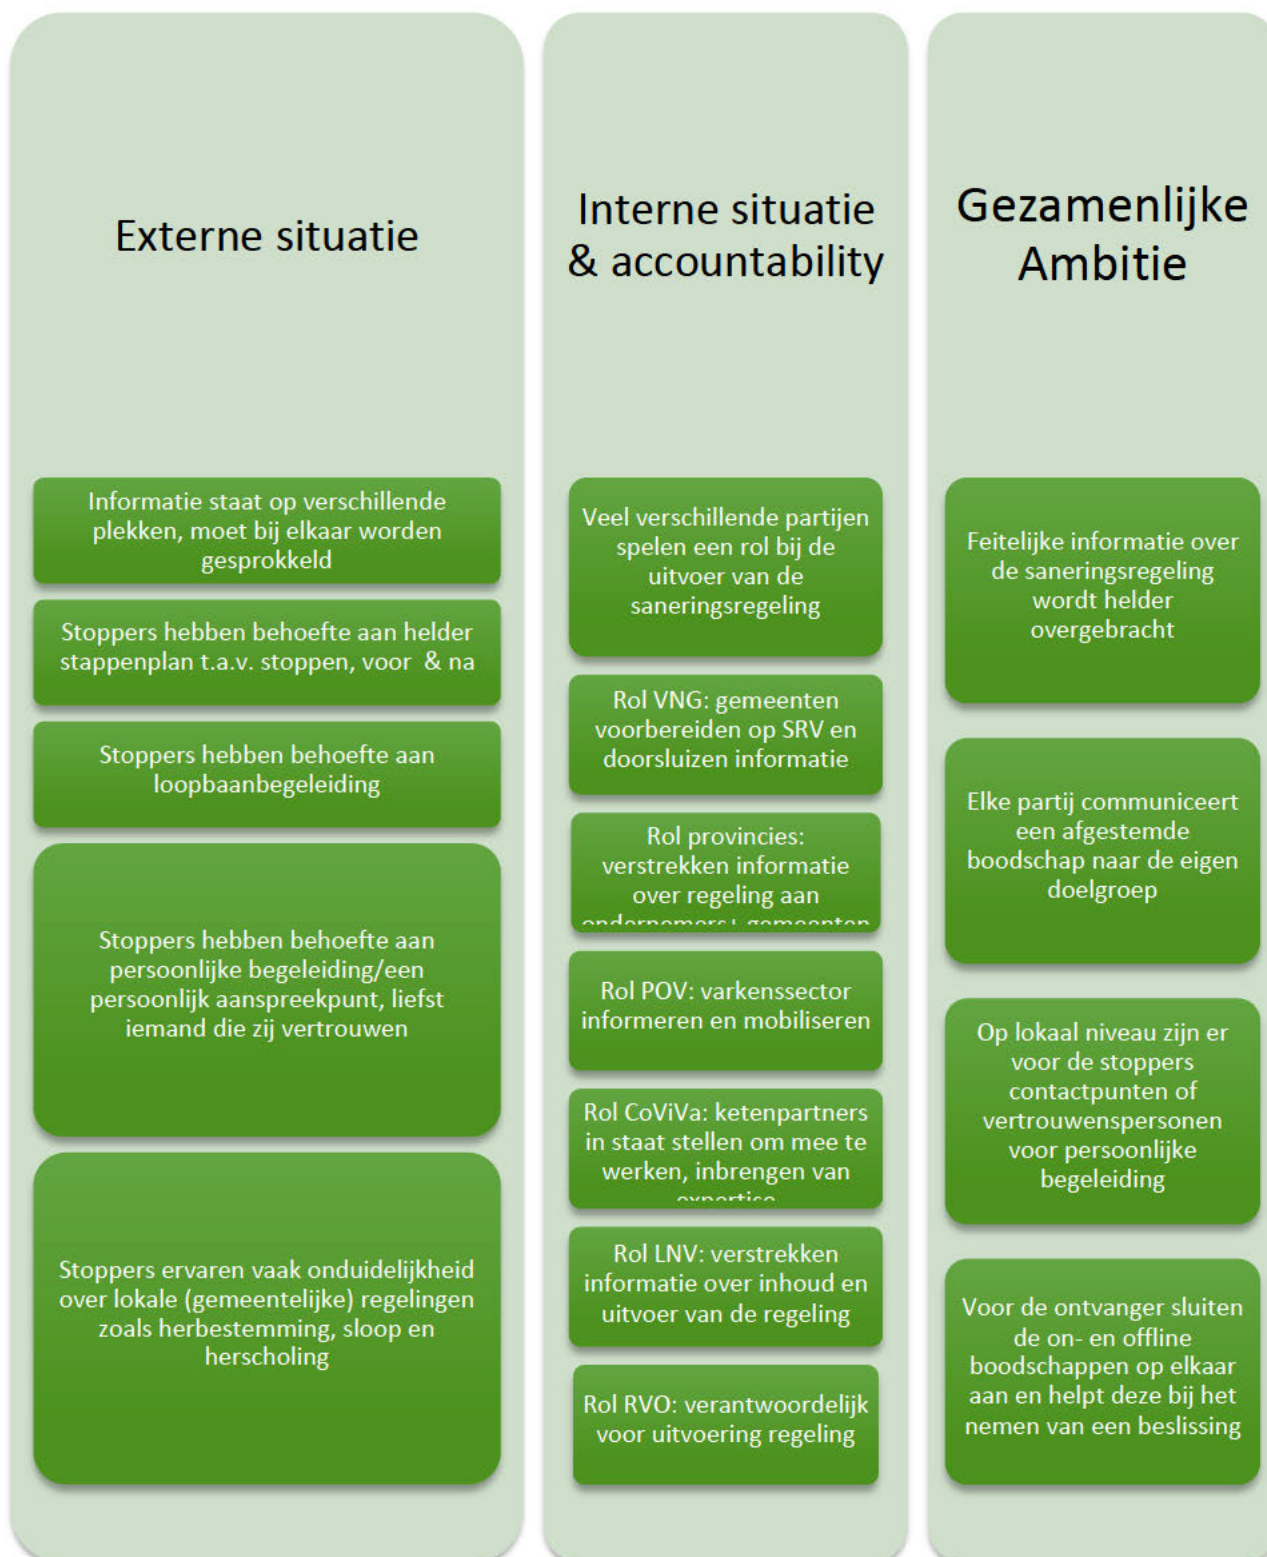 Externe situatie
Informatie staat op verschillende
plekken, moet bij elkaar worden
gesprokkeld
Stoppers hebben behoefte aan helder
stappenplan t.a.v. stoppen, voor & na
Stoppers hebben behoefte aan
loopbaanbegeleiding
Stoppers hebben behoefte aan
persoonlijke begeleiding/een
persoonlijk aanspreekpunt, liefst
iemand die zij vertrouwen
Stoppers ervaren vaak onduidelijkheid
over lokale (gemeentelijke) regelingen
zoals herbestemming, sloop en
herscholing
Interne situatie
& accountability
Veel verschillende partijen
spelen een rol bij de
uitvoer van de
saneringsregeling
Rol VNG: gemeenten
voorbereiden op SRV en
doorsluizen informatie
Rol provincies:
verstrekken informatie
over regeling aan
ondernemers+ gemeenten
Rol POV: varkenssector
informeren en mobiliseren
Rol CoViVa: ketenpartners
in staat stellen om mee te
werken, inbrengen van
expertise
Rol LNV: verstrekken
informatie over inhoud en
uitvoer van de regeling
Rol RVO: verantwoordelijk
voor uitvoering regeling
Gezamenlijke
Ambitie
Feitelijke informatie over
de saneringsregeling
wordt helder
overgebracht
Elke partij communiceert
een afgestemde
boodschap naar de eigen
doelgroep
Op lokaal niveau zijn er
voor de stoppers
contactpunten of
vertrouwenspersonen
voor persoonlijke
begeleiding
Voor de ontvanger sluiten
de on- en offline
boodschappen op elkaar
aan en helpt deze bij het
nemen van een beslissing